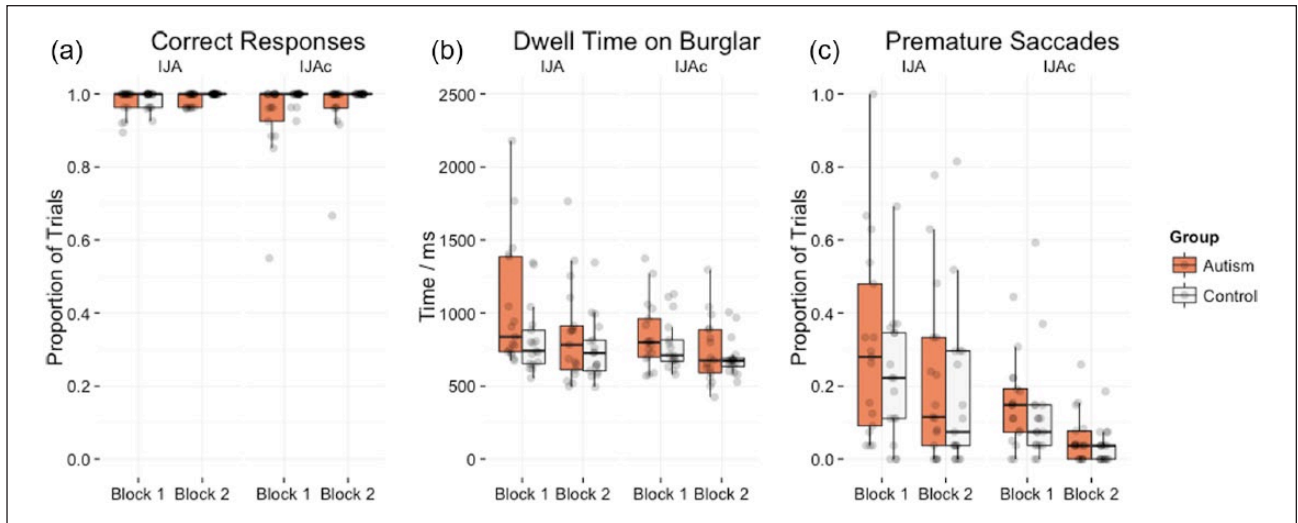 (a) Correct Responses
IJA IJAc
Proportion of Trials
1.0
0.8
0.6
0.4
0.2
0.0
Block 1 Block 2 Block 1 Block 2
(b) Dwell Time on Burglar
IJA IJAc
Time / ms
2500
2000
1500
1000
500
0
Block 1 Block 2 Block 1 Block 2
(c) Premature Saccades
IJA IJAc
Proportion of Trials
1.0
0.8
0.6
0.4
0.2
0.0
Block 1 Block 2 Block 1 Block 2
Group
Autism
Control